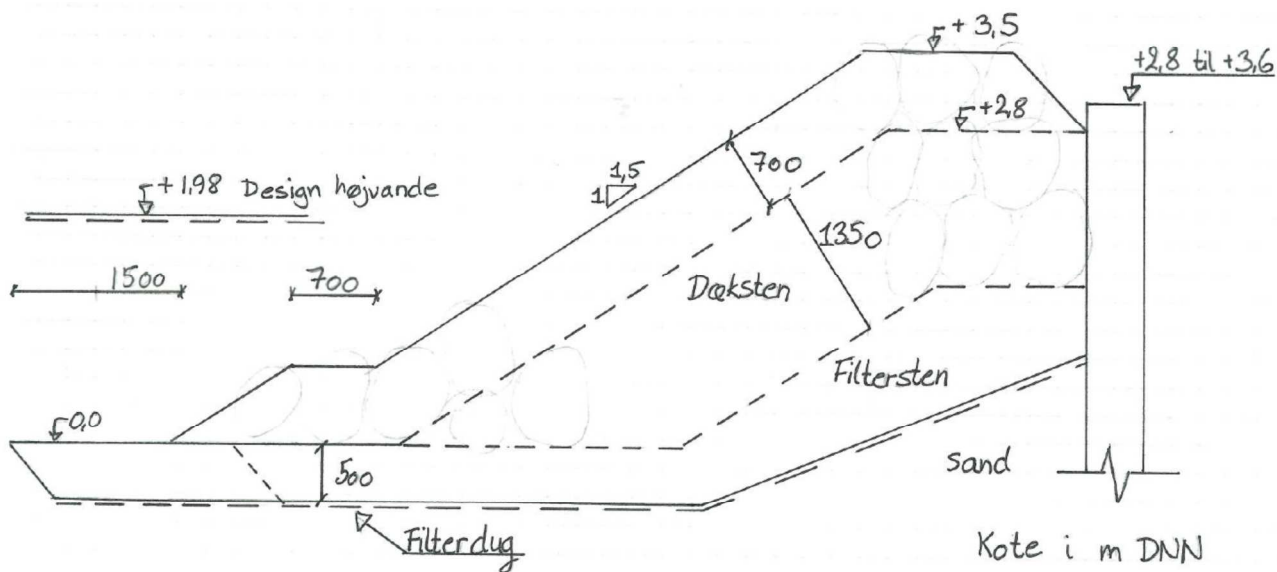 +3,5
+2,8 til +3,6
+2,8
1,5
1
700
+1.98 Design højvande
1350
1500
700
Dæksten
Filtersten
0,0
500
sand
Filterdug
Kote i m DNN